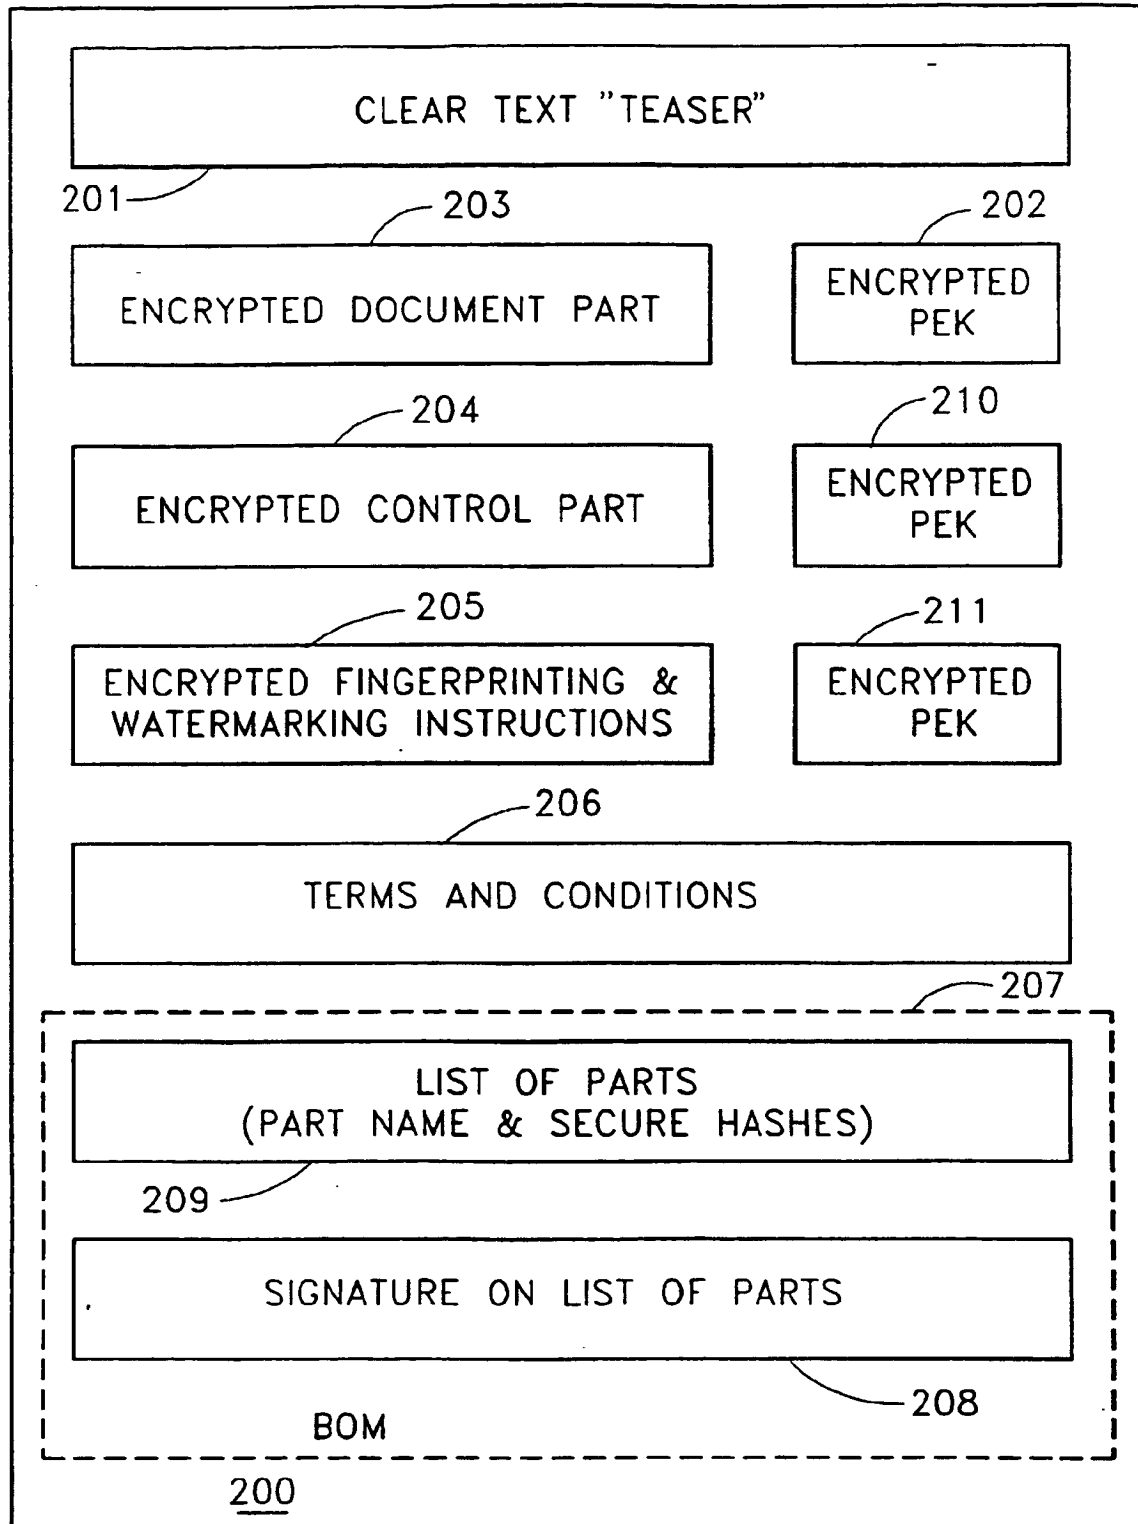 CLEAR TEXT "TEASER"
201
203
202
ENCRYPTED DOCUMENT PART
ENCRYPTED
PEK
204
210
ENCRYPTED CONTROL PART
ENCRYPTED
PEK
205
211
ENCRYPTED FINGERPRINTING &
WATERMARKING INSTRUCTIONS
ENCRYPTED
PEK
206
TERMS AND CONDITIONS
207
LIST OF PARTS
(PART NAME & SECURE HASHES)
209
SIGNATURE ON LIST OF PARTS
208
BOM
200